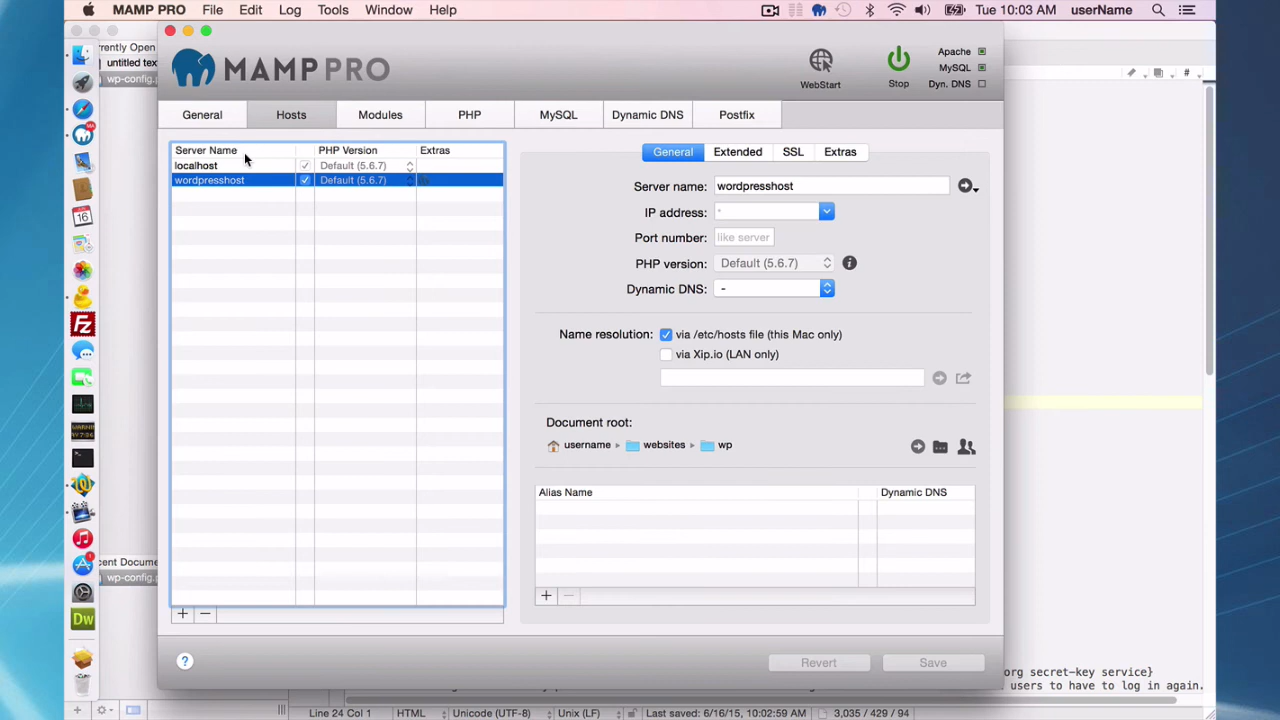 MAMP PRO File Edit Log Tools Window Help Tue 10:03 AM userName
rrently Open
untitled tex
wp-config.p
MAMP PRO
WebStart
Stop
Apache
MySQL
Dyn. DNS
General Hosts Modules PHP MySQL Dynamic DNS Postfix
Server Name PHP Version Extras
localhost Default (5.6.7)
wordpresshost Default (5.6.7)
General Extended SSL Extras
Server name: wordpresshost
IP address: *
Port number: like server
PHP version: Default (5.6.7)
Dynamic DNS: -
Name resolution: via /etc/hosts file (this Mac only)
via Xip.io (LAN only)
Document root:
username ▸ websites ▸ wp
Alias Name Dynamic DNS
cent Docume
wp-config.p
Revert Save
MA
JUN
16
Fz
Dw
org secret-key service}
users to have to log in again.
Line 24 Col 1 HTML Unicode (UTF-8) Unix (LF) Last saved: 6/16/15, 10:02:59 AM 3,035 / 429 / 94